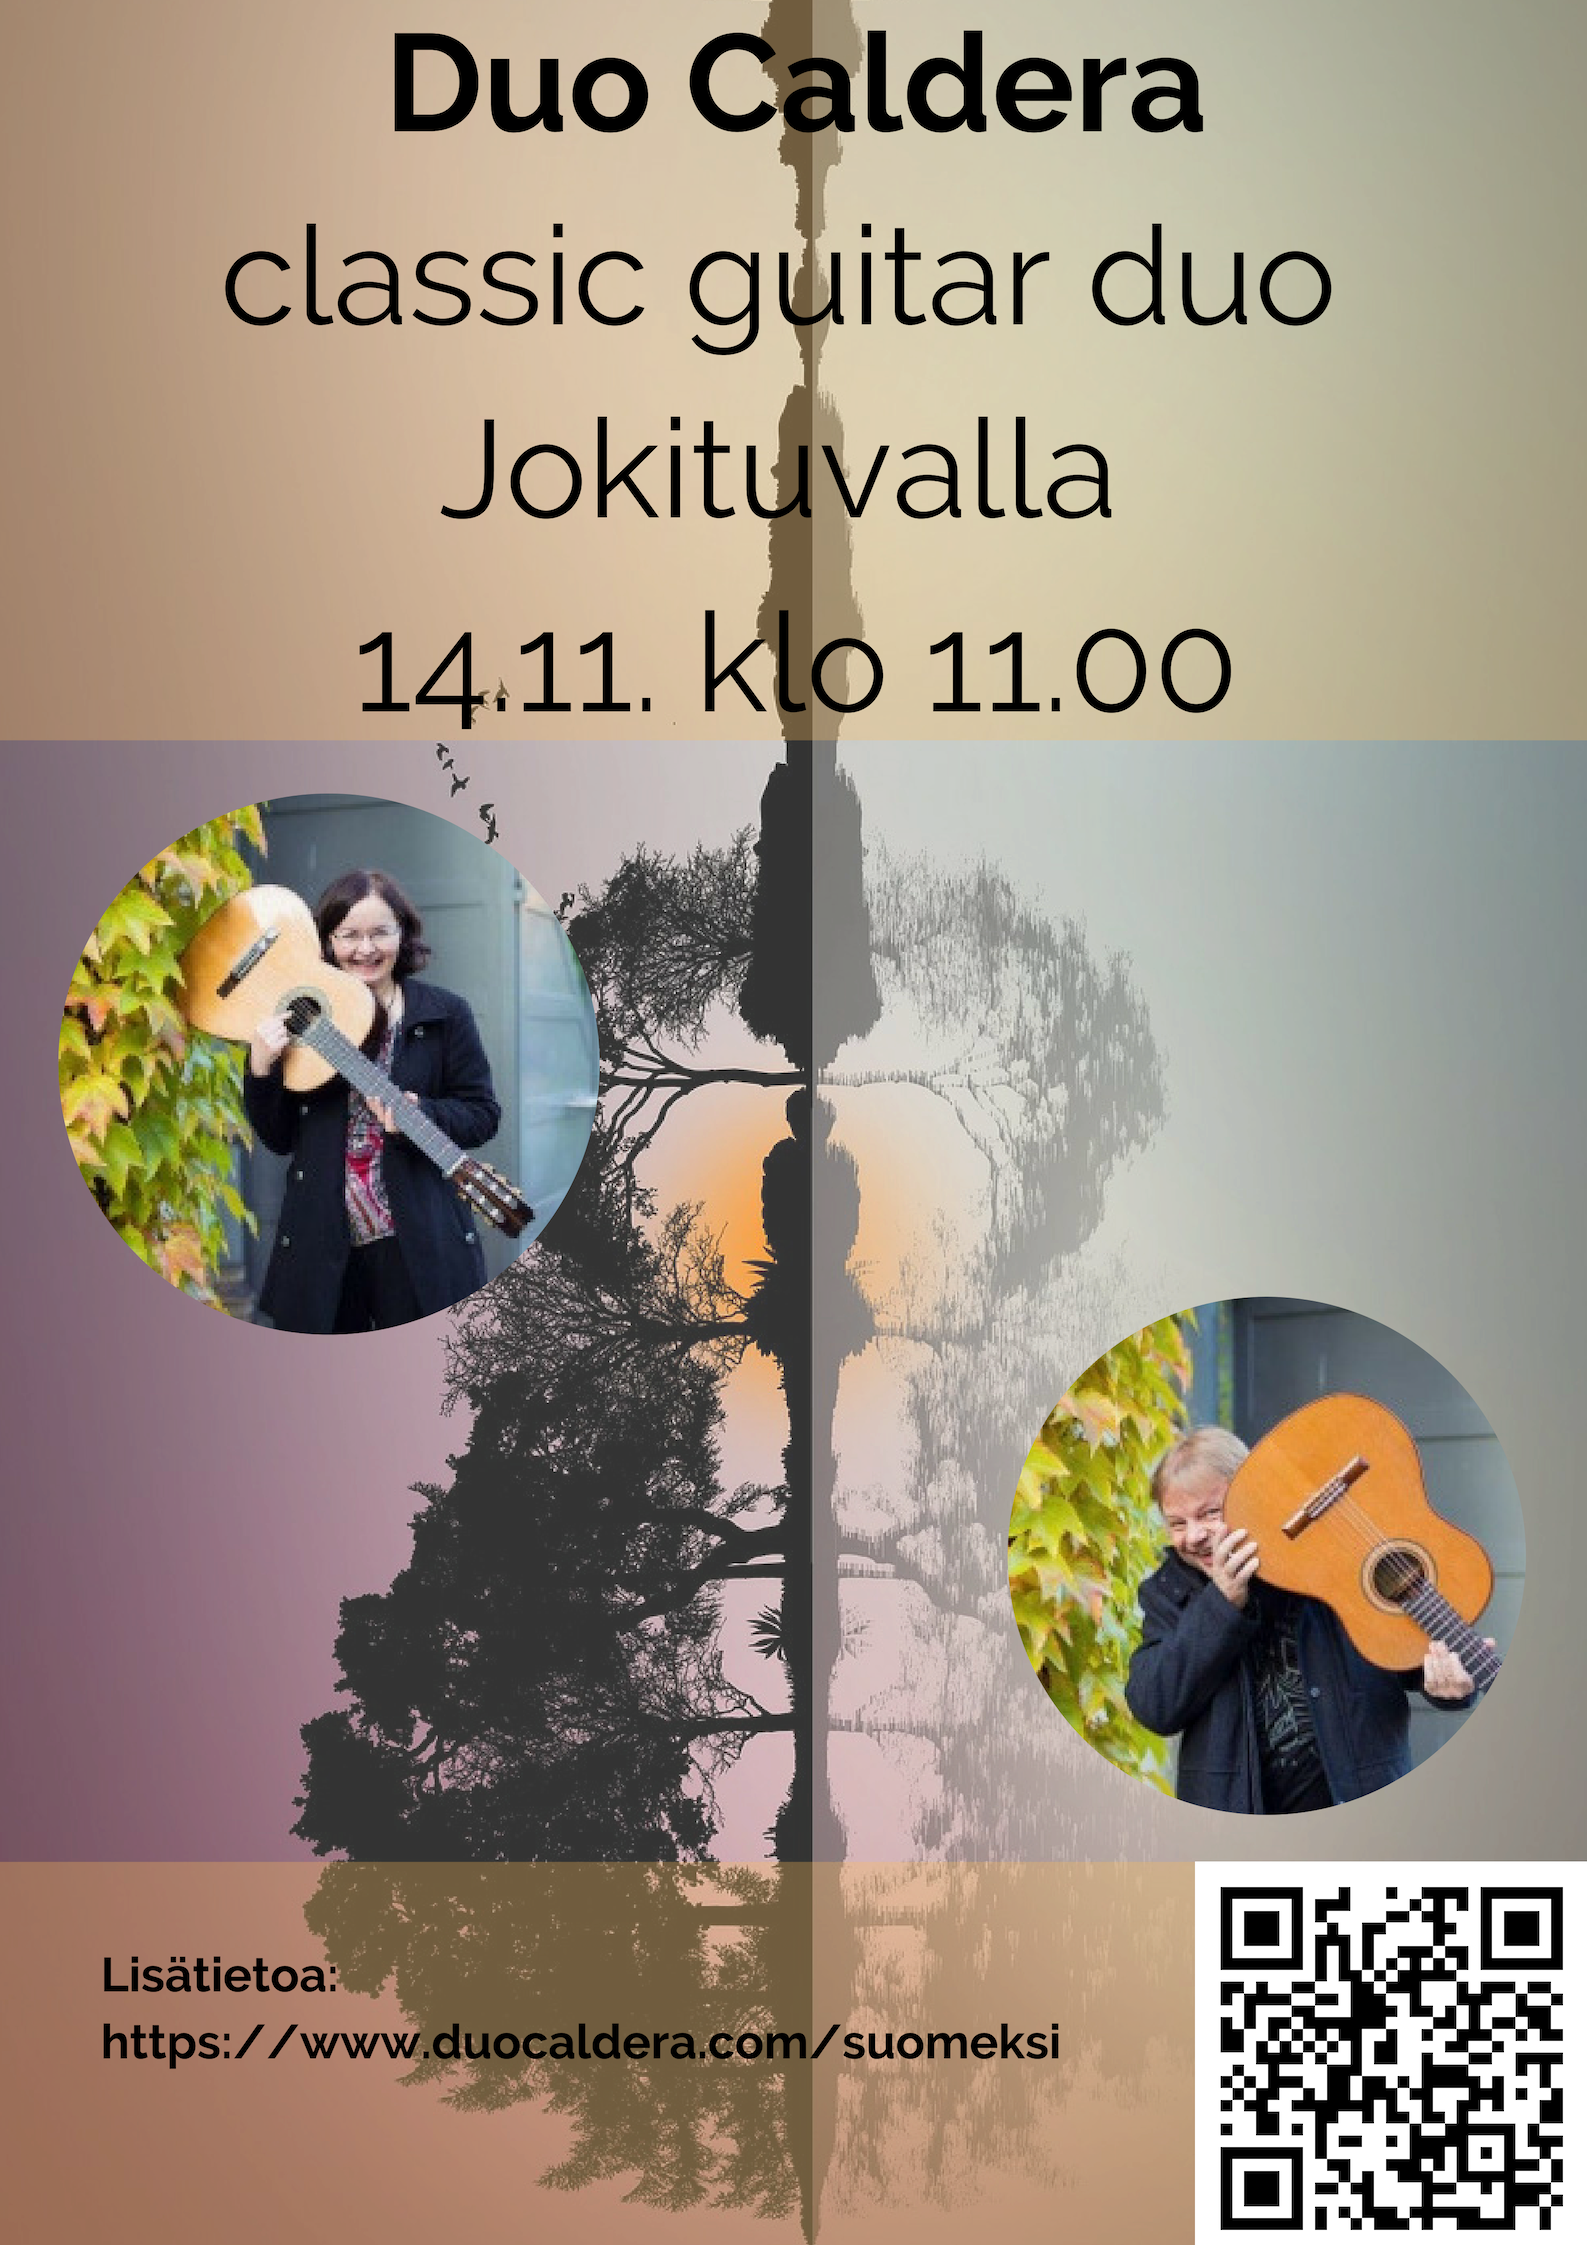 Duo Caldera
classic guitar duo
Jokituvalla
14.11. klo 11.00
Lisätietoa:
https://www.duocaldera.com/suomeksi